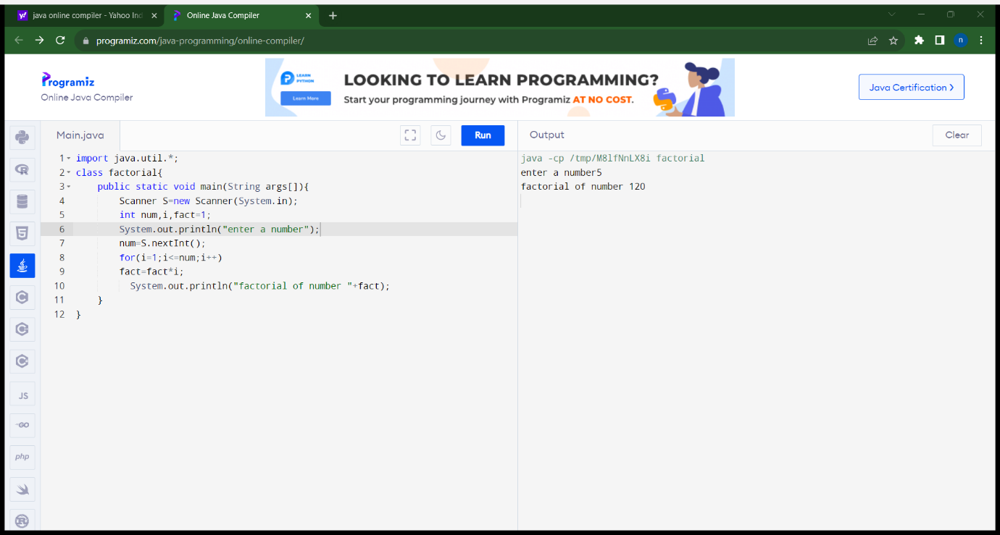 java online compiler - Yahoo Ind
Online Java Compiler
programiz.com/java-programming/online-compiler/
n
Programiz
Online Java Compiler
LEARN
PYTHON
Learn More
LOOKING TO LEARN PROGRAMMING?
Start your programming journey with Programiz AT NO COST.
Java Certification >
Main.java
Run
1 import java.util.*;
2 class factorial{
3 public static void main(String args[]){
4 Scanner S=new Scanner(System.in);
5 int num,i,fact=1;
6 System.out.println("enter a number");
7 num=S.nextInt();
8 for(i=1;i<=num;i++)
9 fact=fact*i;
10 System.out.println("factorial of number "+fact);
11 }
12 }
Output
Clear
java -cp /tmp/M8lfNnLX8i factorial
enter a number5
factorial of number 120
JS
GO
php